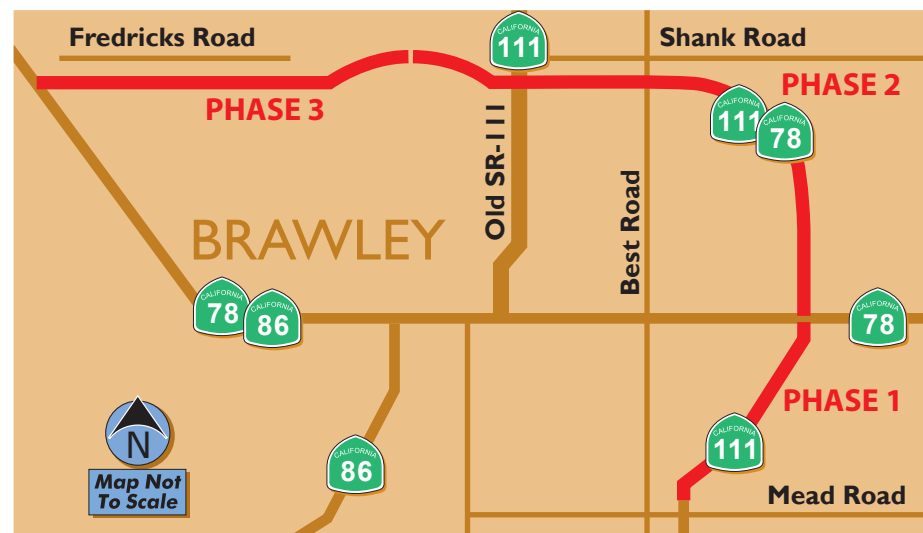 Fredricks Road
CALIFORNIA
111
Shank Road
PHASE 3
PHASE 2
CALIFORNIA
111
CALIFORNIA
78
Old SR-111
Best Road
BRAWLEY
CALIFORNIA
78
CALIFORNIA
86
CALIFORNIA
78
PHASE 1
CALIFORNIA
111
CALIFORNIA
86
N
Map Not
To Scale
Mead Road